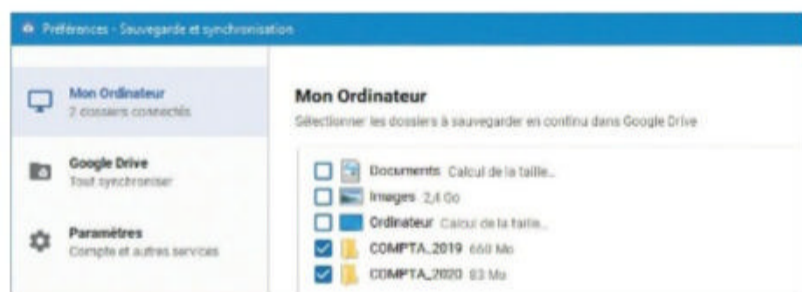 Préférences - Sauvegarde et synchronisation
Mon Ordinateur
2 dossiers connectés
Google Drive
Tout synchroniser
Paramètres
Compte et autres services
Mon Ordinateur
Sélectionner les dossiers à sauvegarder en continu dans Google Drive
Documents Calcul de la taille...
Images 2,4 Go
Ordinateur Calcul de la taille...
COMPTA_2019 660 Mo
COMPTA_2020 83 Mo